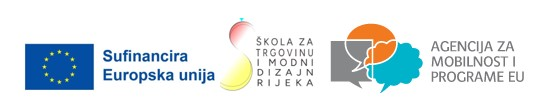 Sufinancira
Europska unija
ŠKOLA ZA
TRGOVINU
I MODNI
DIZAJN
RIJEKA
AGENCIJA ZA
MOBILNOST I
PROGRAME EU